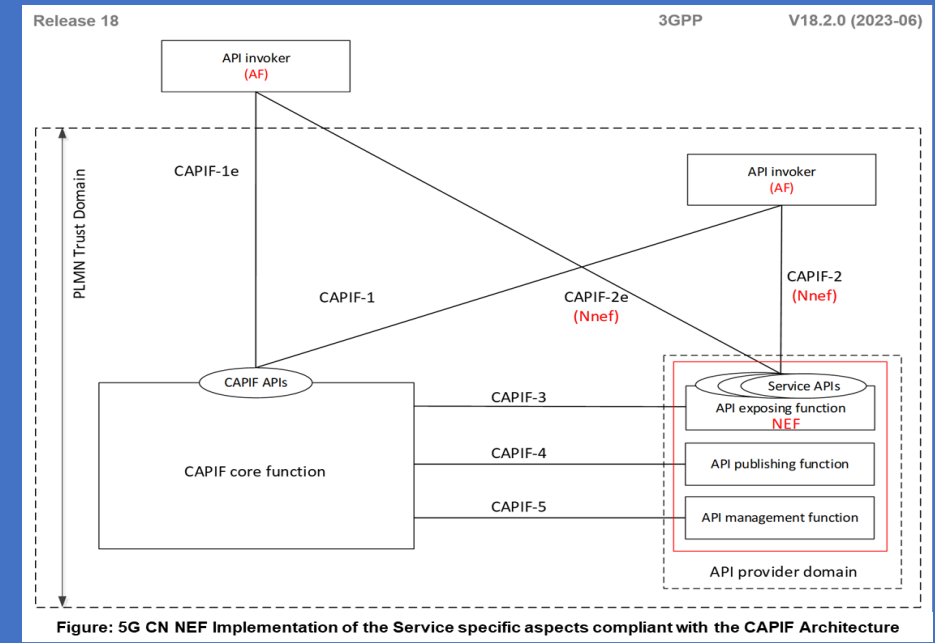 Release 18 3GPP V18.2.0 (2023-06)
API invoker
(AF)
PLMN Trust Domain
CAPIF-1e
API invoker
(AF)
CAPIF-1
CAPIF-2e
(Nnef)
CAPIF-2
(Nnef)
CAPIF APIs
Service APIs
CAPIF-3
API exposing function
NEF
CAPIF core function
CAPIF-4
API publishing function
CAPIF-5
API management function
API provider domain
Figure: 5G CN NEF Implementation of the Service specific aspects compliant with the CAPIF Architecture